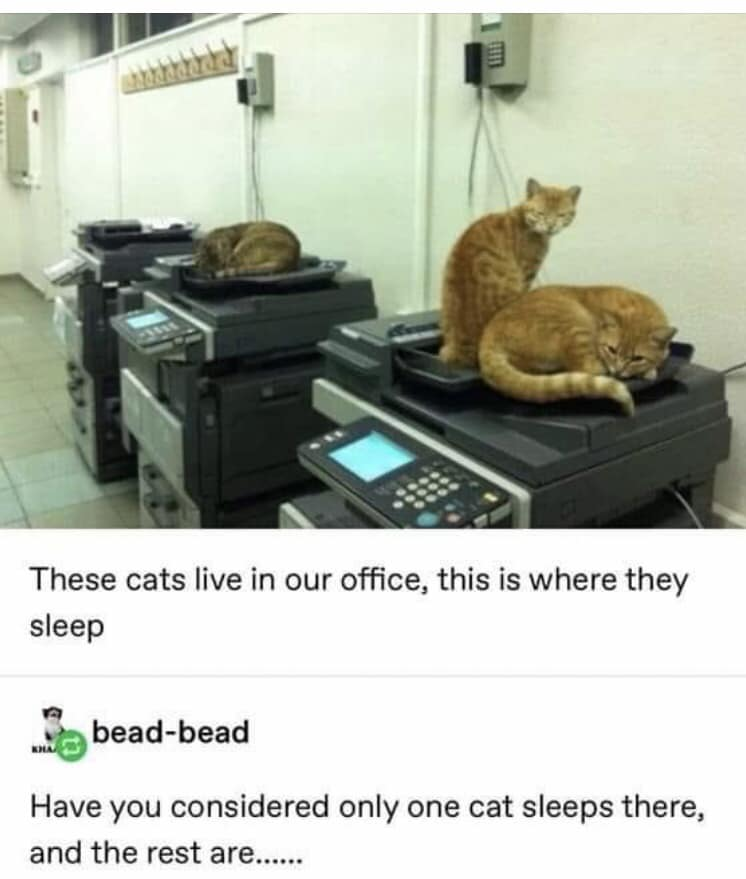 These cats live in our office, this is where they
sleep
bead-bead
Have you considered only one cat sleeps there,
and the rest are......